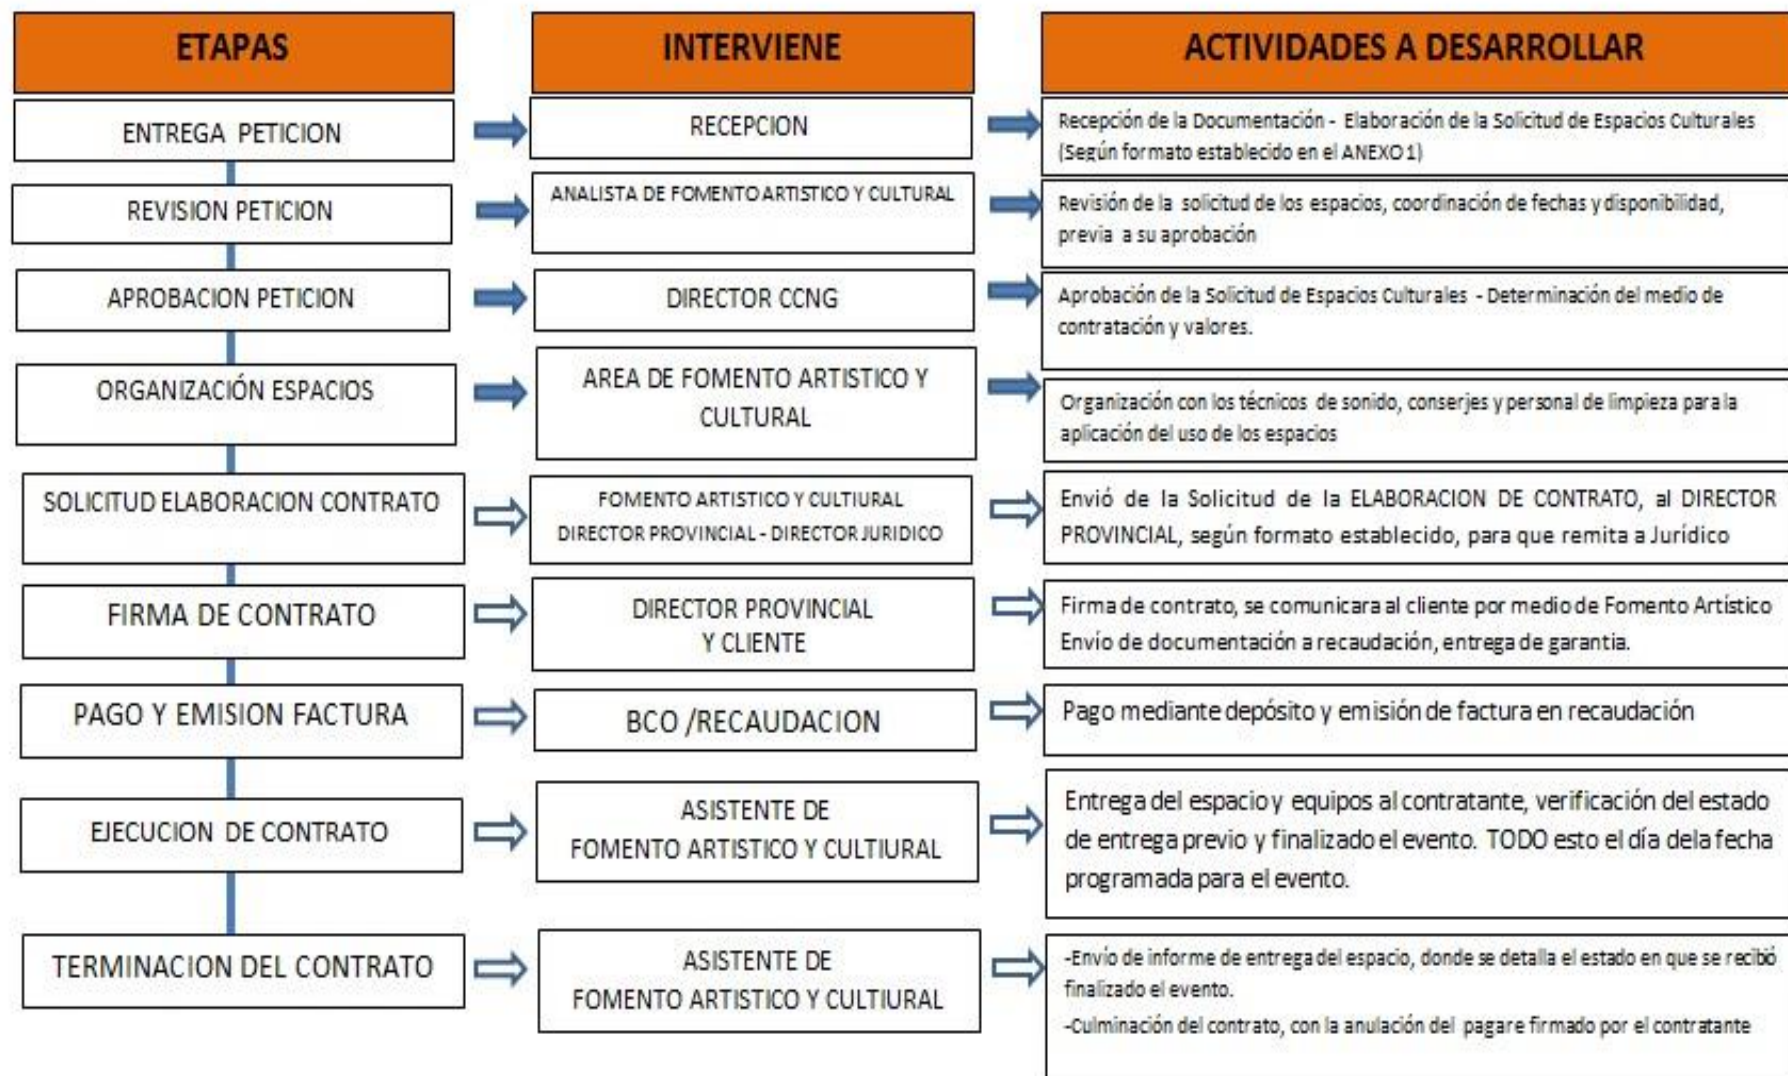 ETAPAS
INTERVIENE
ACTIVIDADES A DESARROLLAR
ENTREGA PETICION
RECEPCION
Recepción de la Documentación - Elaboración de la Solicitud de Espacios Culturales
(Según formato establecido en el ANEXO 1)
REVISION PETICION
ANALISTA DE FOMENTO ARTISTICO Y CULTURAL
Revisión de la solicitud de los espacios, coordinación de fechas y disponibilidad,
previa a su aprobación
APROBACION PETICION
DIRECTOR CCNG
Aprobación de la Solicitud de Espacios Culturales - Determinación del medio de
contratación y valores.
ORGANIZACIÓN ESPACIOS
AREA DE FOMENTO ARTISTICO Y
CULTURAL
Organización con los técnicos de sonido, conserjes y personal de limpieza para la
aplicación del uso de los espacios
SOLICITUD ELABORACION CONTRATO
FOMENTO ARTISTICO Y CULTIURAL
DIRECTOR PROVINCIAL - DIRECTOR JURIDICO
Envió de la Solicitud de la ELABORACION DE CONTRATO, al DIRECTOR
PROVINCIAL, según formato establecido, para que remita a Jurídico
FIRMA DE CONTRATO
DIRECTOR PROVINCIAL
Y CLIENTE
Firma de contrato, se comunicara al cliente por medio de Fomento Artístico
Envío de documentación a recaudación, entrega de garantia.
PAGO Y EMISION FACTURA
BCO /RECAUDACION
Pago mediante depósito y emisión de factura en recaudación
EJECUCION DE CONTRATO
ASISTENTE DE
FOMENTO ARTISTICO Y CULTIURAL
Entrega del espacio y equipos al contratante, verificación del estado
de entrega previo y finalizado el evento. TODO esto el día dela fecha
programada para el evento.
TERMINACION DEL CONTRATO
ASISTENTE DE
FOMENTO ARTISTICO Y CULTIURAL
-Envío de informe de entrega del espacio, donde se detalla el estado en que se recibió
finalizado el evento.
-Culminación del contrato, con la anulación del pagare firmado por el contratante